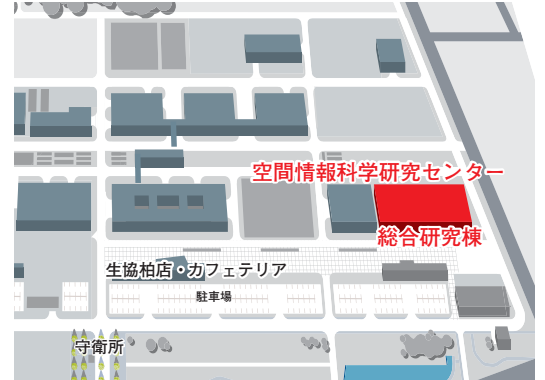 空間情報科学研究センター
総合研究棟
生協柏店・カフェテリア
駐車場
守衛所